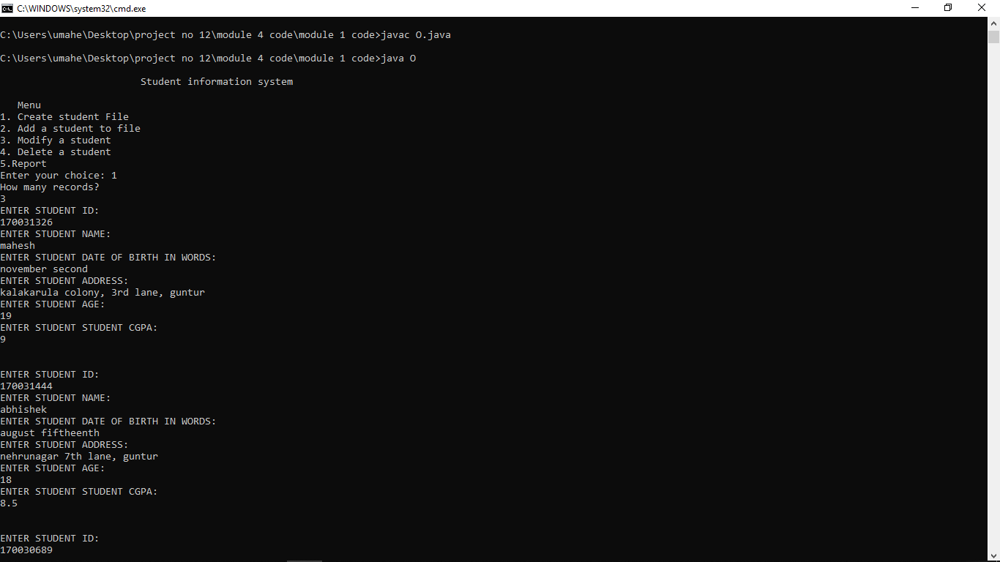 C:\WINDOWS\system32\cmd.exe
C:\Users\umahe\Desktop\project no 12\module 4 code\module 1 code>javac O.java
C:\Users\umahe\Desktop\project no 12\module 4 code\module 1 code>java O
Student information system
Menu
1. Create student File
2. Add a student to file
3. Modify a student
4. Delete a student
5.Report
Enter your choice: 1
How many records?
3
ENTER STUDENT ID:
170031326
ENTER STUDENT NAME:
mahesh
ENTER STUDENT DATE OF BIRTH IN WORDS:
november second
ENTER STUDENT ADDRESS:
kalakarula colony, 3rd lane, guntur
ENTER STUDENT AGE:
19
ENTER STUDENT STUDENT CGPA:
9
ENTER STUDENT ID:
170031444
ENTER STUDENT NAME:
abhishek
ENTER STUDENT DATE OF BIRTH IN WORDS:
august fiftheenth
ENTER STUDENT ADDRESS:
nehrunagar 7th lane, guntur
ENTER STUDENT AGE:
18
ENTER STUDENT STUDENT CGPA:
8.5
ENTER STUDENT ID:
170030689